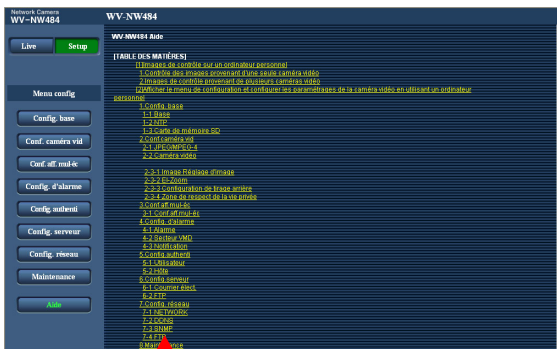 Network Camera
WV-NW484
WV-NW484
Live
Setup
Menu config
Config. base
Conf. caméra vid
Conf. aff. mul-éc
Config. d'alarme
Config. authenti
Config. serveur
Config. réseau
Maintenance
Aide
WV-NW484 Aide
[TABLE DES MATIÈRES]
[1]Images de contrôle sur un ordinateur personnel
1.Contrôle des images provenant d'une seule caméra vidéo
2.Images de contrôle provenant de plusieurs caméras vidéo
[2]Afficher le menu de configuration et configurer les paramétrages de la caméra vidéo en utilisant un ordinateur
personnel
1.Config. base
1-1 Base
1-2 NTP
1-3 Carte de mémoire SD
2.Conf.caméra vid
2-1 JPEG/MPEG-4
2-2 Caméra vidéo
2-3-1 Image Réglage d'image
2-3-2 El-Zoom
2-3-3 Configuration de tirage arrière
2-3-4 Zone de respect de la vie privée
3.Conf.aff.mul-éc
3-1 Conf.aff.mul-éc
4.Config. d'alarme
4-1 Alarme
4-2 Secteur VMD
4-3 Notification
5.Config.authenti
5-1 Utilisateur
5-2 Hôte
6.Config.serveur
6-1 Courrier élect.
6-2 FTP
7.Config. réseau
7-1 NETWORK
7-2 DDNS
7-3 SNMP
7-4 FTP
8.Maintenance